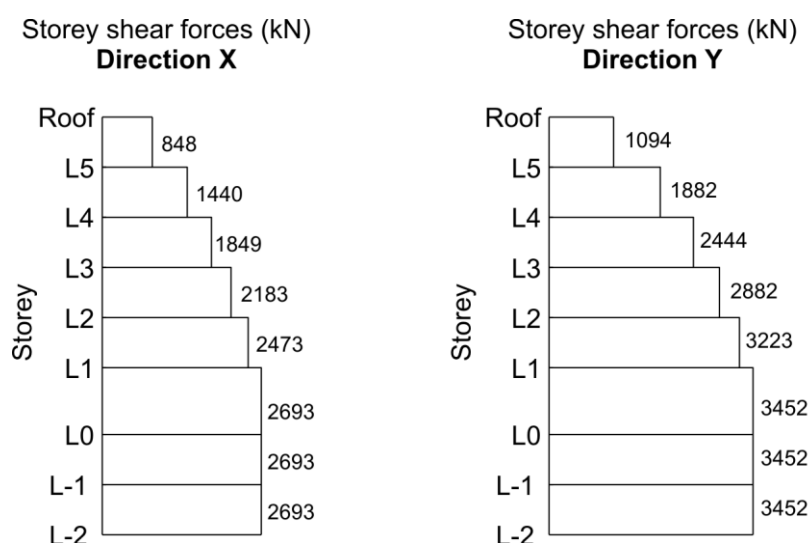 Storey shear forces (kN)
Direction X
Roof
848
L5
1440
L4
1849
L3
2183
L2
2473
L1
2693
L0
2693
L-1
2693
L-2
Storey
Storey shear forces (kN)
Direction Y
Roof
1094
L5
1882
L4
2444
L3
2882
L2
3223
L1
3452
L0
3452
L-1
3452
L-2
Storey